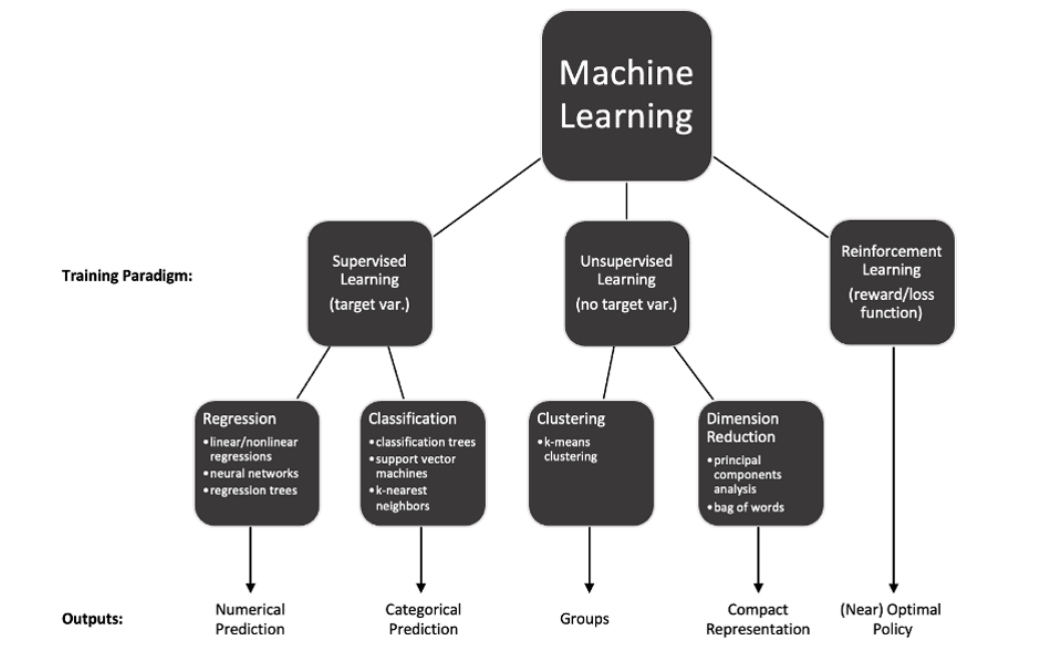 Machine
Learning
Training Paradigm:
Supervised
Learning
(target var.)
Unsupervised
Learning
(no target var.)
Reinforcement
Learning
(reward/loss
function)
Regression
•linear/nonlinear
regressions
•neural networks
•regression trees
Classification
•classification trees
•support vector
machines
•k-nearest
neighbors
Clustering
•k-means
clustering
Dimension
Reduction
•principal
components
analysis
•bag of words
Outputs:
Numerical
Prediction
Categorical
Prediction
Groups
Compact
Representation
(Near) Optimal
Policy